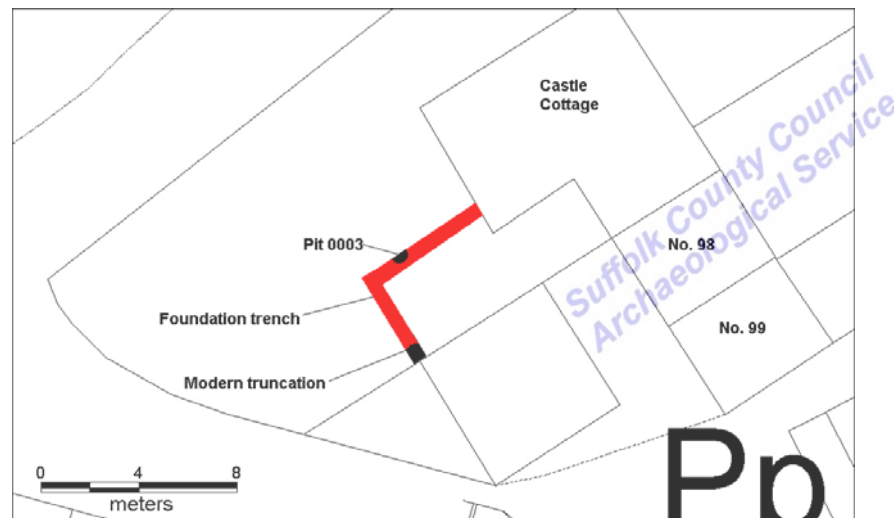 Castle
Cottage
Suffolk County Council
Archaeological Service
Pit 0003
No. 98
Foundation trench
No. 99
Modern truncation
Pp
0 4 8
meters